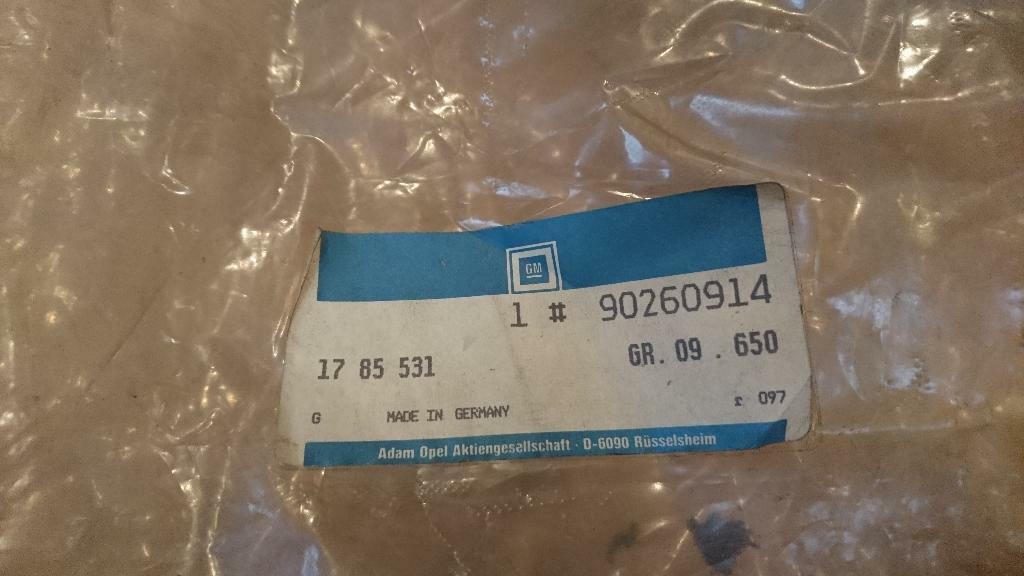 GM
1 # 90260914
17 85 531 GR. 09 . 650
G MADE IN GERMANY r 097
Adam Opel Aktiengesellschaft · D-6090 Rüsselsheim